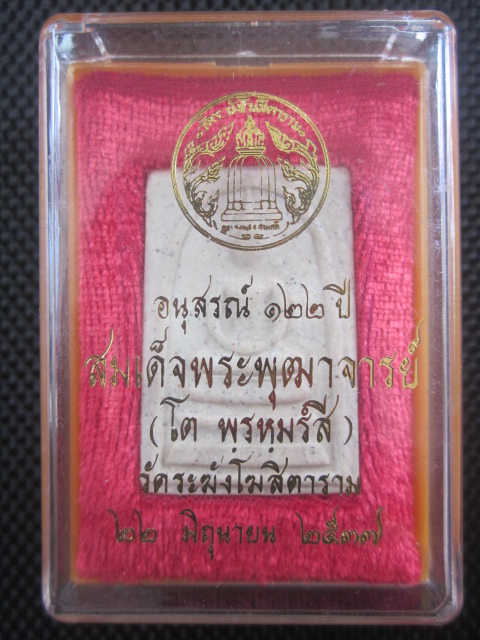 อนุสรณ์ ๑๒๒ ปี
สมเด็จพระพุฒาจารย์
(โต พฺรหฺมรํสี)
วัดระฆังโฆสิตาราม
๒๒ มิถุนายน ๒๕๓๗